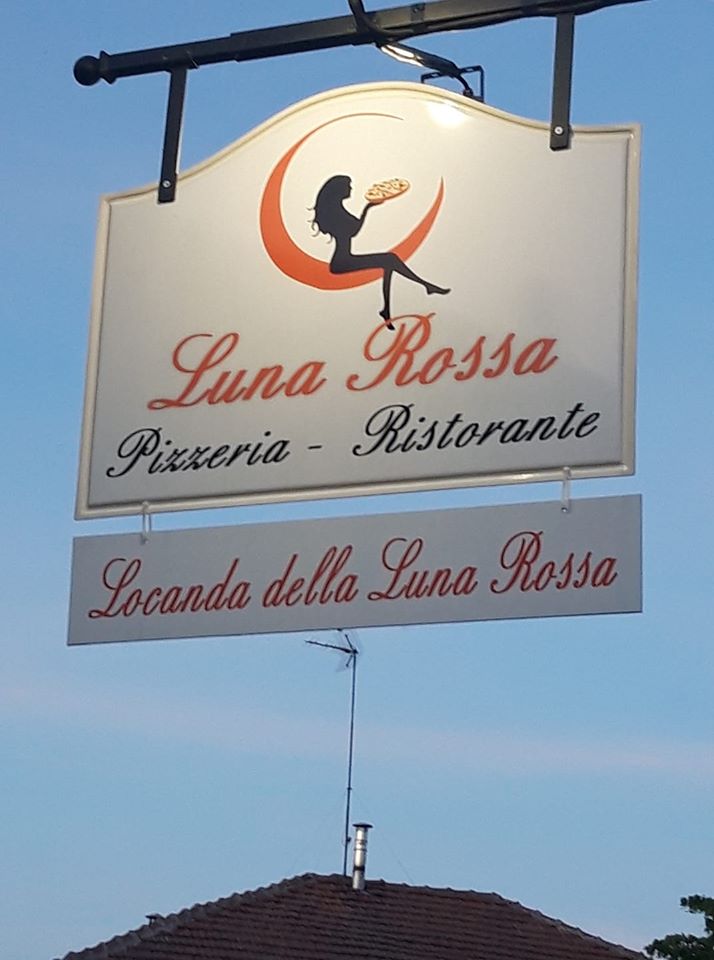 Luna Rossa
Pizzeria - Ristorante
Locanda della Luna Rossa